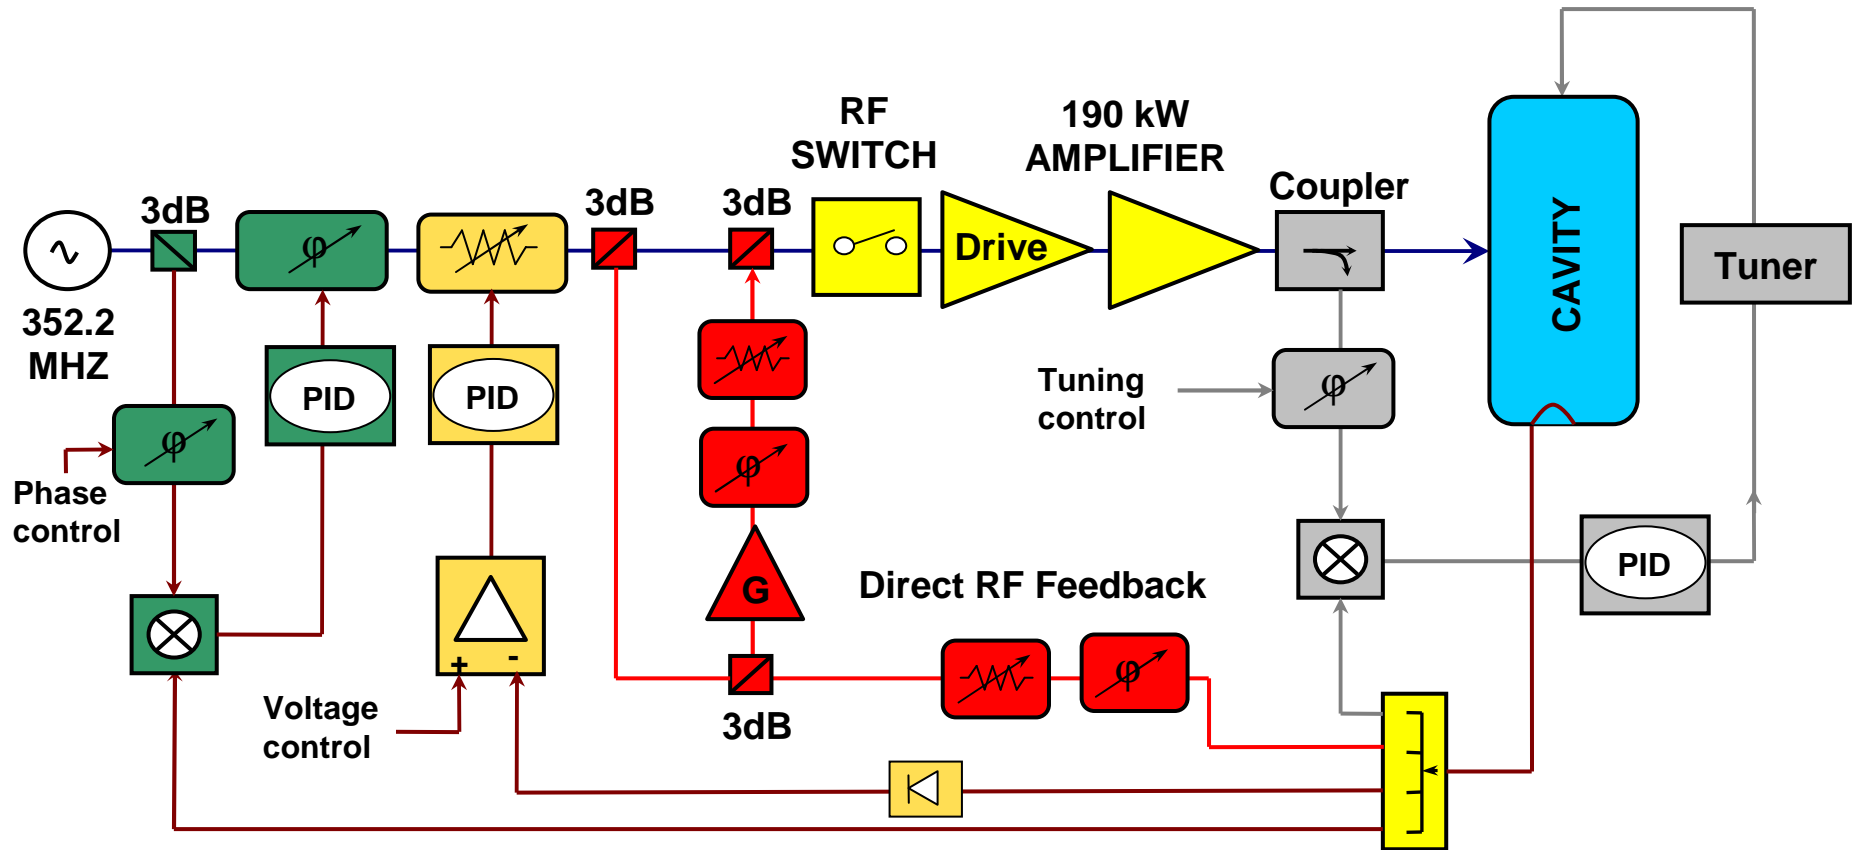 RF
SWITCH
190 kW
AMPLIFIER
3dB
3dB
3dB
Coupler
φ
Drive
CAVITY
Tuner
352.2
MHZ
PID
PID
Tuning
control
φ
φ
φ
Phase
control
G
Direct RF Feedback
PID
+ -
φ
Voltage
control
3dB